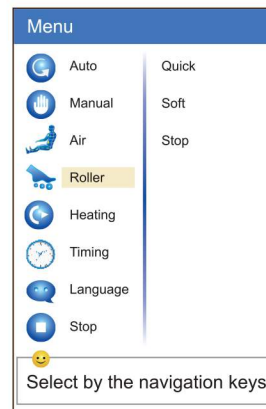 Menu
Auto
Manual
Air
Roller
Heating
Timing
Language
Stop
Quick
Soft
Stop
Select by the navigation keys